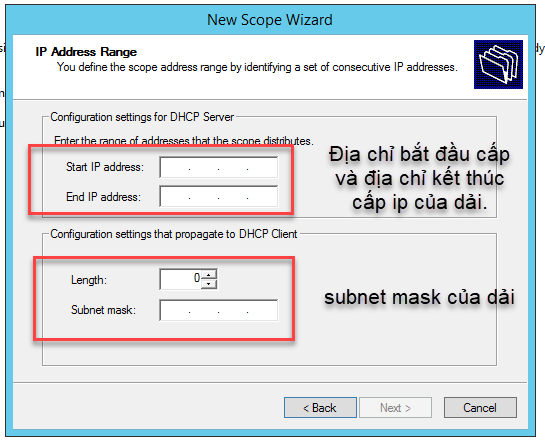 New Scope Wizard
IP Address Range
You define the scope address range by identifying a set of consecutive IP addresses.
Configuration settings for DHCP Server
Enter the range of addresses that the scope distributes.
Start IP address:
End IP address:
Địa chỉ bắt đầu cấp
và địa chỉ kết thúc
cấp ip của dải.
Configuration settings that propagate to DHCP Client
Length: 0
Subnet mask:
subnet mask của dải
< Back Next > Cancel